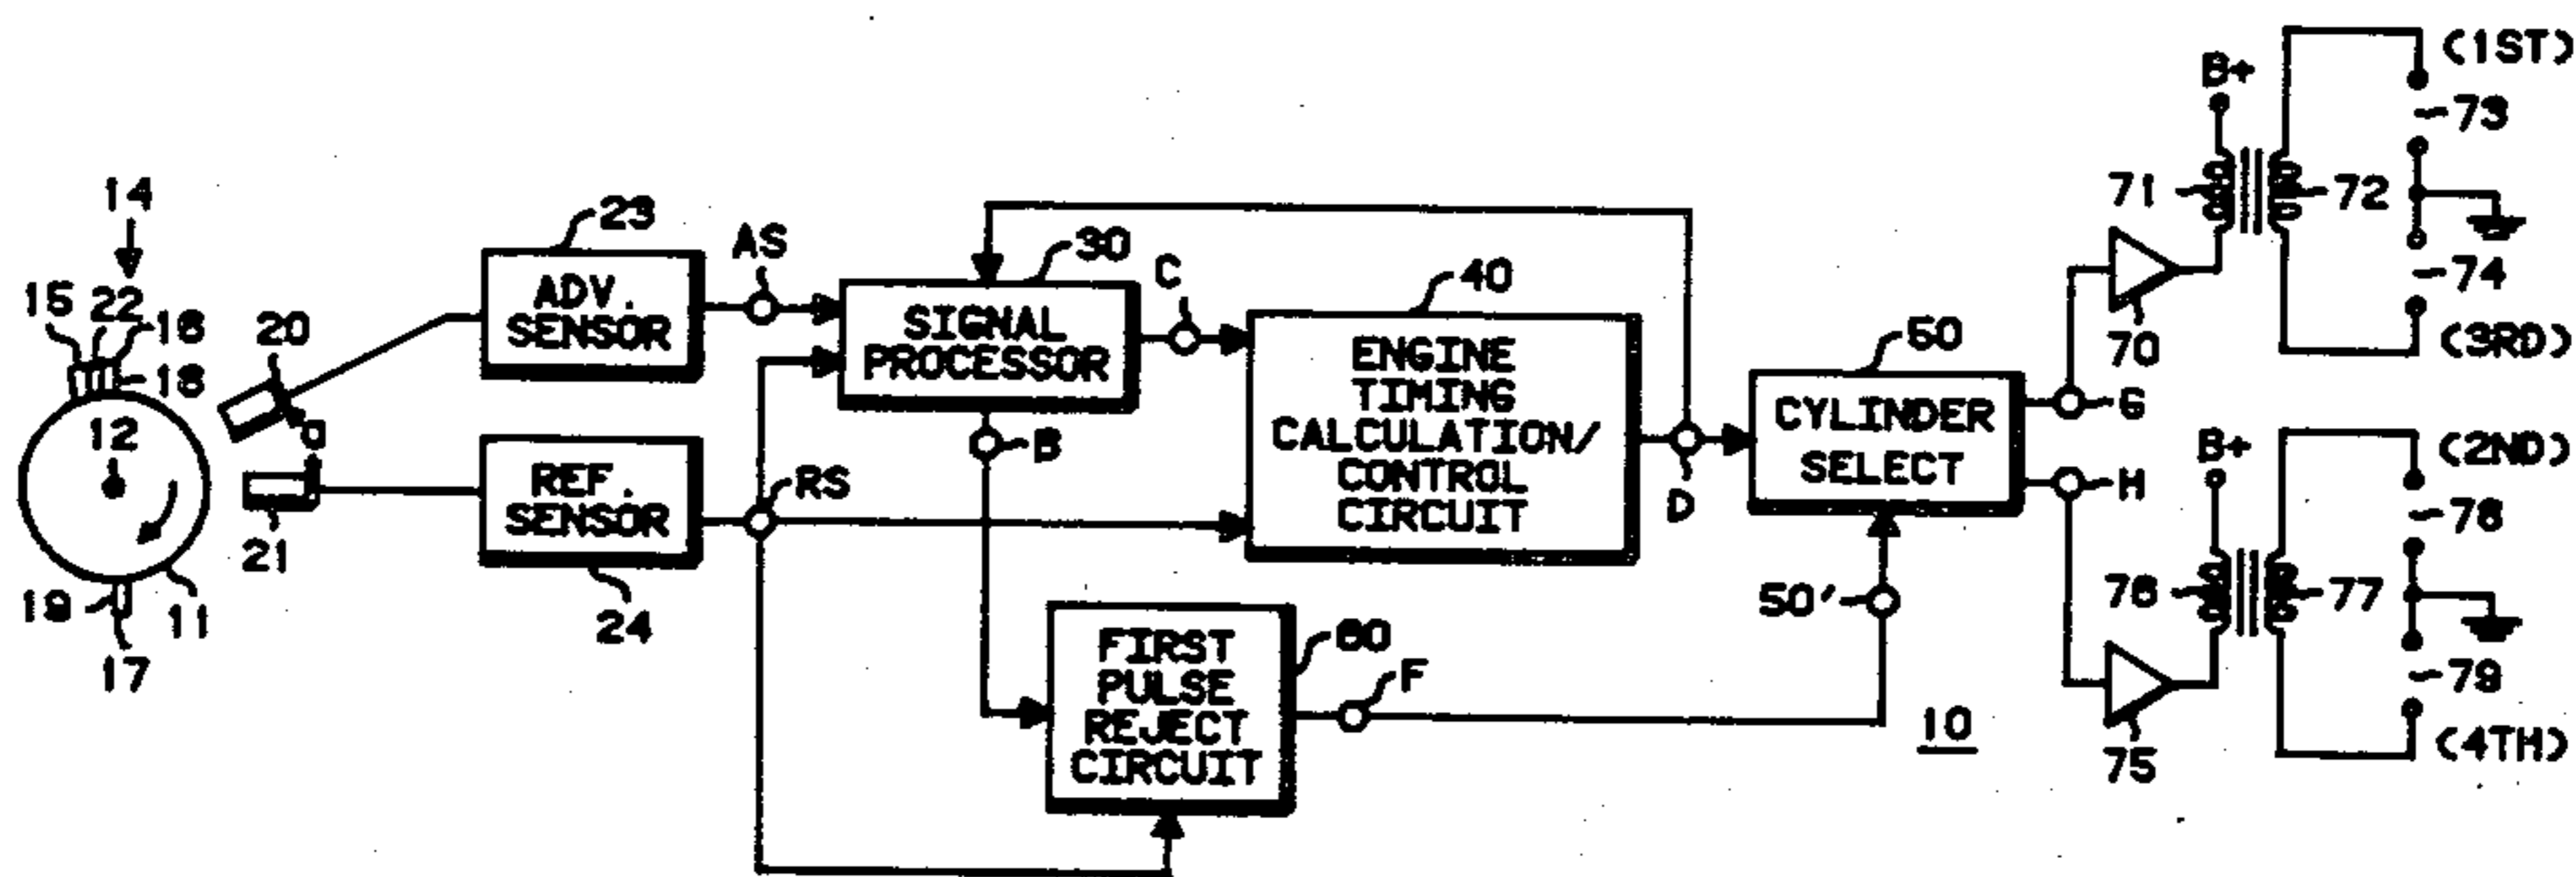 14
15 22 16
18
20
a
12
21
19
17
11
23
ADV.
SENSOR
AS
REF.
SENSOR
24
RS
30
SIGNAL
PROCESSOR
B
C
40
ENGINE
TIMING
CALCULATION/
CONTROL
CIRCUIT
D
60
FIRST
PULSE
REJECT
CIRCUIT
F
50
CYLINDER
SELECT
50'
G
H
10
B+
71
72
70
(1ST)
73
74
(3RD)
B+
76
77
75
(2ND)
78
79
(4TH)